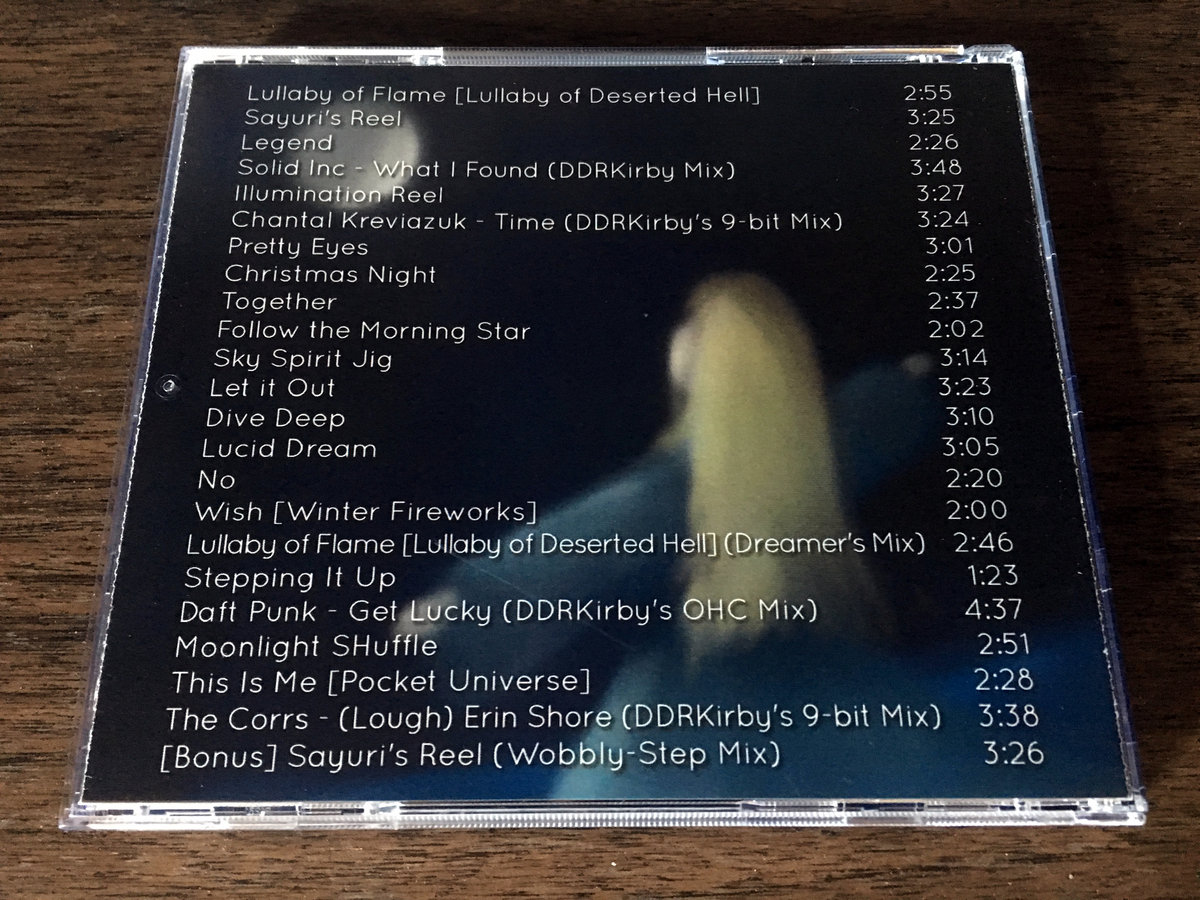 Lullaby of Flame [Lullaby of Deserted Hell] 2:55
Sayuri's Reel 3:25
Legend 2:26
Solid Inc - What I Found (DDRKirby Mix) 3:48
Illumination Reel 3:27
Chantal Kreviazuk - Time (DDRKirby's 9-bit Mix) 3:24
Pretty Eyes 3:01
Christmas Night 2:25
Together 2:37
Follow the Morning Star 2:02
Sky Spirit Jig 3:14
Let it Out 3:23
Dive Deep 3:10
Lucid Dream 3:05
No 2:20
Wish [Winter Fireworks] 2:00
Lullaby of Flame [Lullaby of Deserted Hell] (Dreamer's Mix) 2:46
Stepping It Up 1:23
Daft Punk - Get Lucky (DDRKirby's OHC Mix) 4:37
Moonlight SHuffle 2:51
This Is Me [Pocket Universe] 2:28
The Corrs - (Lough) Erin Shore (DDRKirby's 9-bit Mix) 3:38
[Bonus] Sayuri's Reel (Wobbly-Step Mix) 3:26